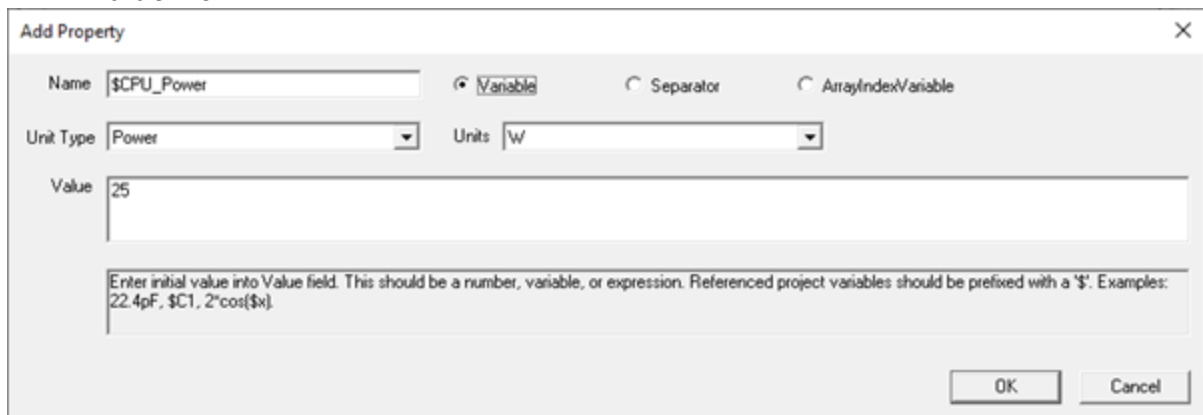 Add Property
Name $CPU_Power Variable Separator ArrayIndexVariable
Unit Type Power Units W
Value 25
Enter initial value into Value field. This should be a number, variable, or expression. Referenced project variables should be prefixed with a '$'. Examples:
22.4pF, $C1, 2*cos($x).
OK Cancel